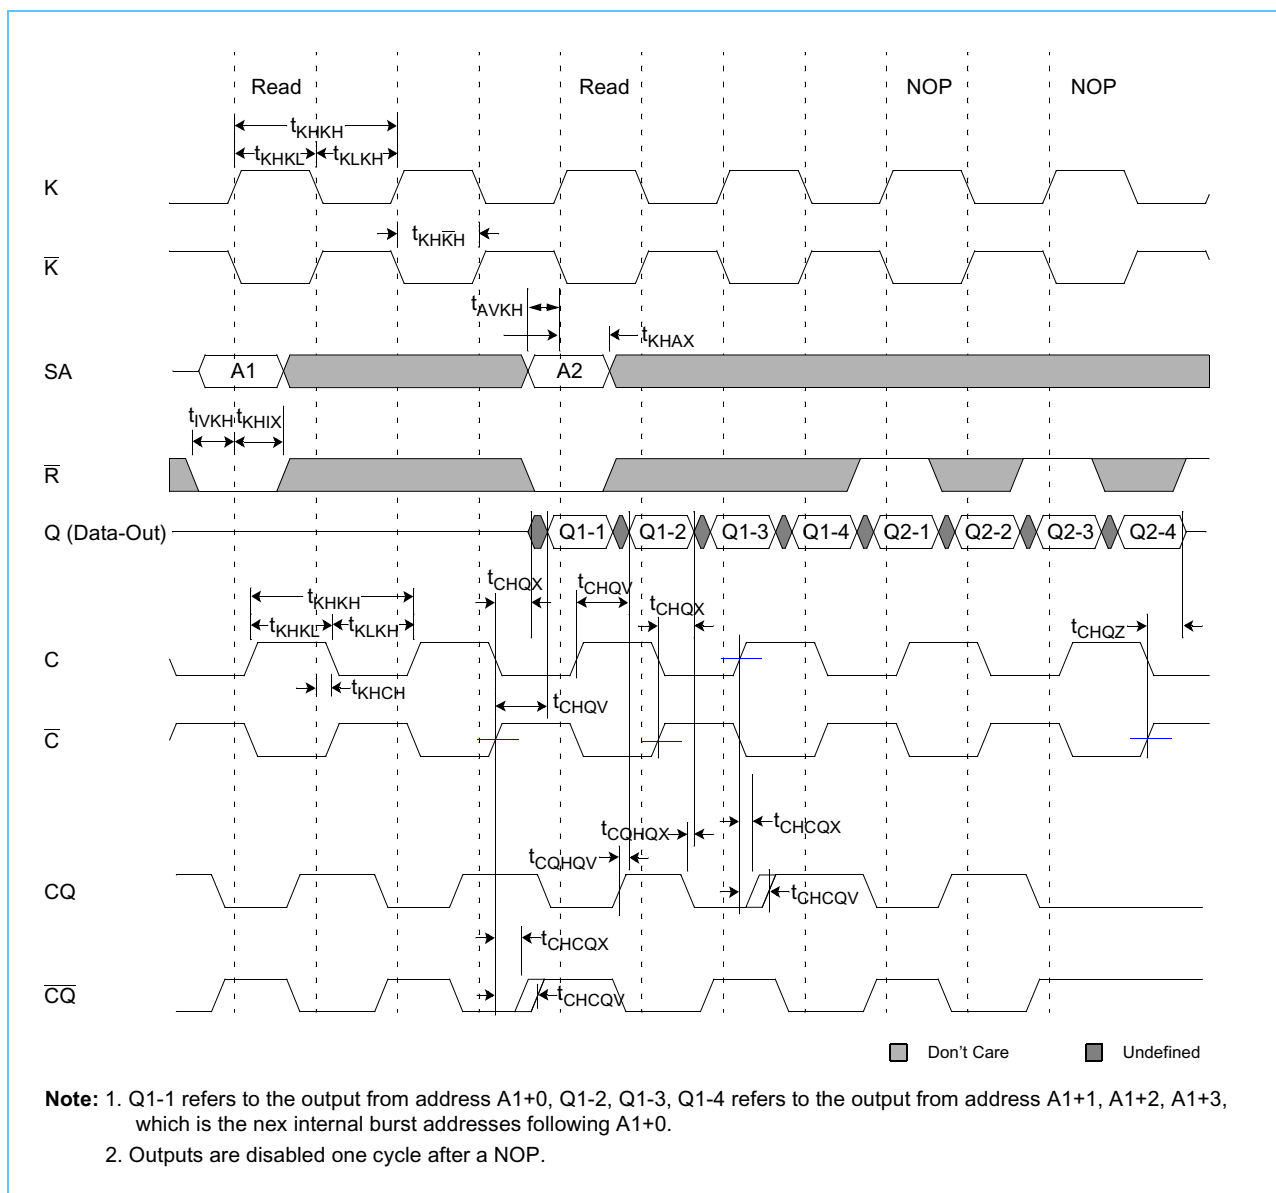 Read Read NOP NOP
tKHKH
tKHKL tKLKH
K
tKHK̅H
K̅
tAVKH
tKHAX
SA A1 A2
tIVKH tKHIX
R̅
Q (Data-Out) Q1-1 Q1-2 Q1-3 Q1-4 Q2-1 Q2-2 Q2-3 Q2-4
tCHQX tCHQV
tKHKH tCHQX
tKHKL tKLKH tCHQZ
C
tKHCH
tCHQV
C̅
tCHCQX
tCQHQX
tCQHQV
CQ tCHCQV
tCHCQX
C̅Q̅ tCHCQV
Don't Care Undefined
Note: 1. Q1-1 refers to the output from address A1+0, Q1-2, Q1-3, Q1-4 refers to the output from address A1+1, A1+2, A1+3,
which is the nex internal burst addresses following A1+0.
2. Outputs are disabled one cycle after a NOP.